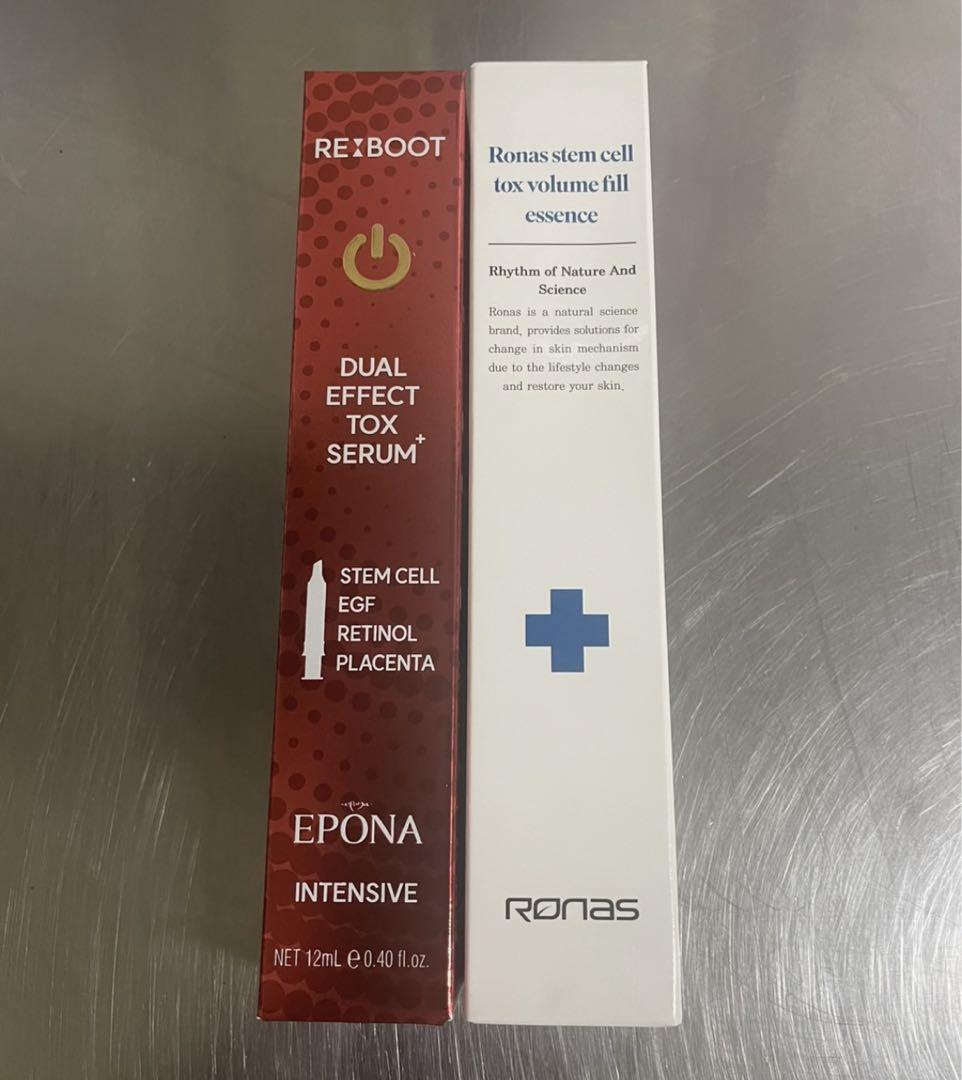 RE:BOOT
DUAL
EFFECT
TOX
SERUM+
STEM CELL
EGF
RETINOL
PLACENTA
EPONA
INTENSIVE
NET 12mL ℮ 0.40 fl.oz.
Ronas stem cell
tox volume fill
essence
Rhythm of Nature And
Science
Ronas is a natural science
brand, provides solutions for
change in skin mechanism
due to the lifestyle changes
and restore your skin.
RONAS